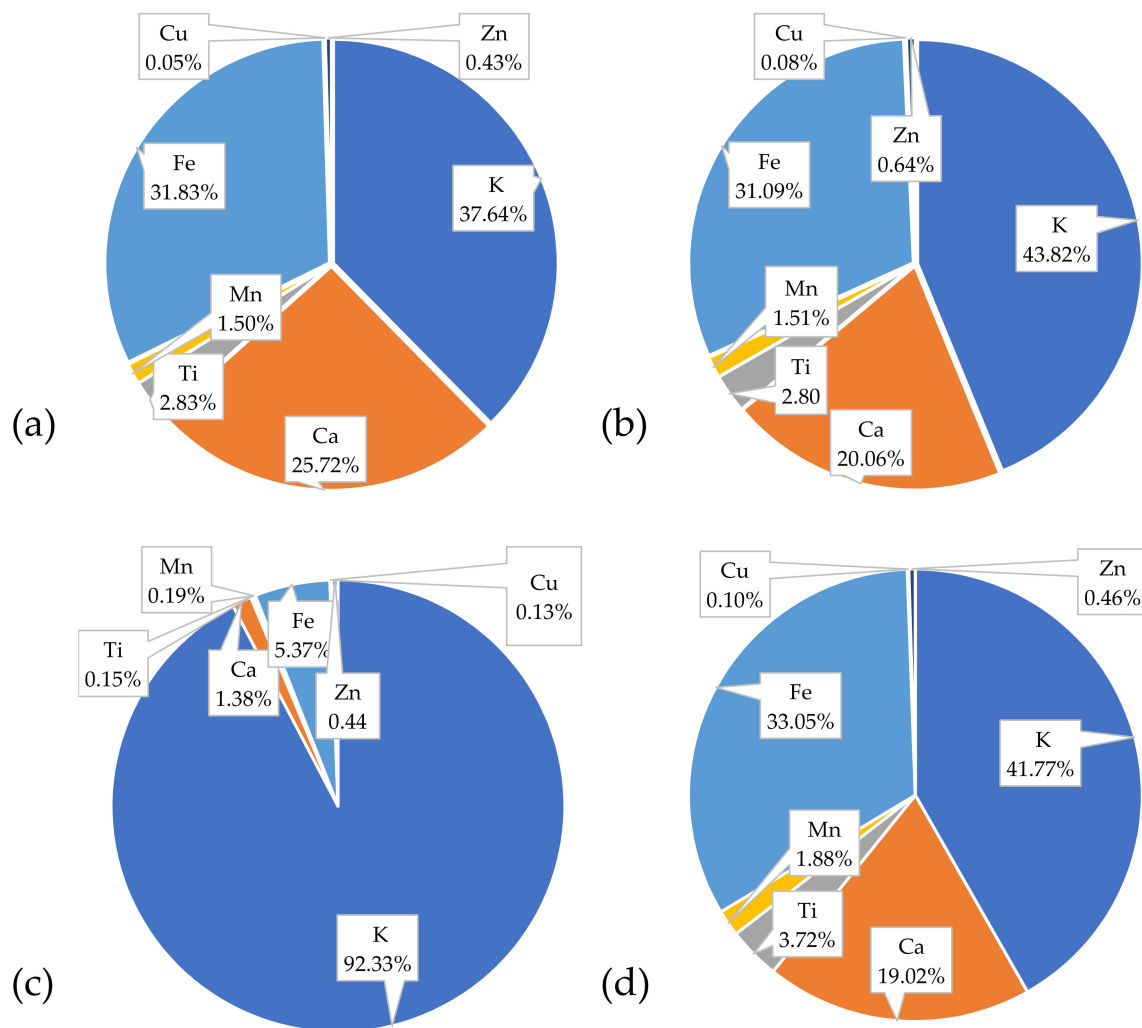 Cu
0.05%
Zn
0.43%
Fe
31.83%
K
37.64%
Mn
1.50%
Ti
2.83%
Ca
25.72%
(a)
Cu
0.08%
Zn
0.64%
Fe
31.09%
K
43.82%
Mn
1.51%
Ti
2.80
Ca
20.06%
(b)
Mn
0.19%
Cu
0.13%
Fe
5.37%
Ti
0.15%
Ca
1.38%
Zn
0.44
K
92.33%
(c)
Cu
0.10%
Zn
0.46%
Fe
33.05%
K
41.77%
Mn
1.88%
Ti
3.72%
Ca
19.02%
(d)